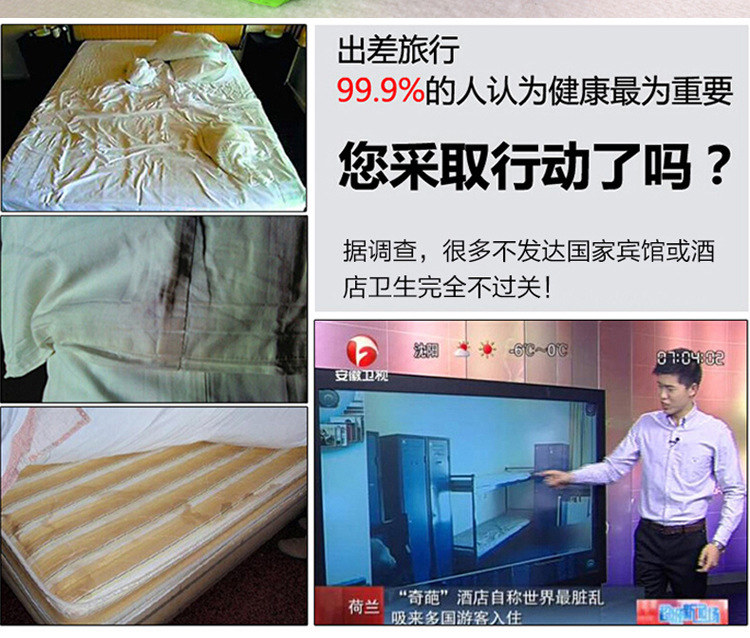 出差旅行
99.9%的人认为健康最为重要
您采取行动了吗？
据调查，很多不发达国家宾馆或酒
店卫生完全不过关！
安徽卫视
沈阳 -6℃~0℃
07:04:02
荷兰
“奇葩”酒店自称世界最脏乱
吸来多国游客入住